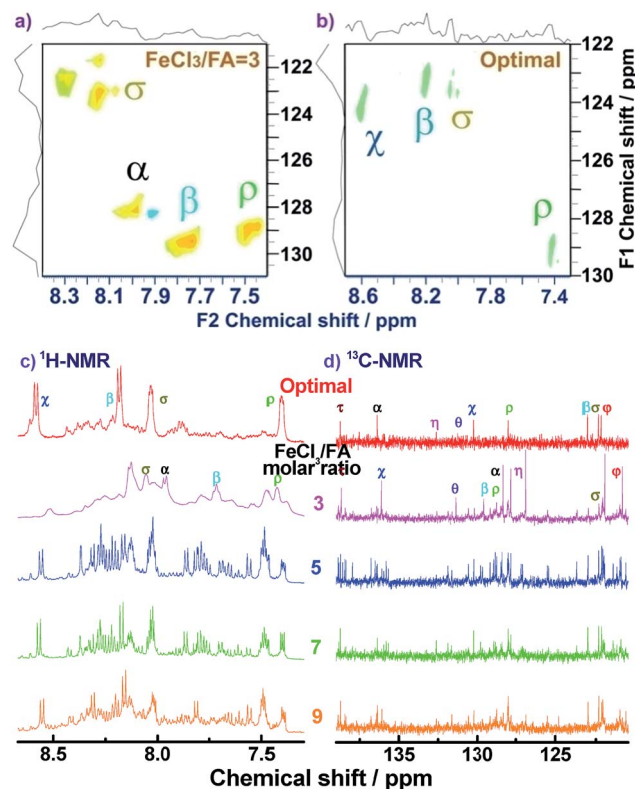 a)
FeCl₃/FA=3
σ
α
β
ρ
122
124
126
128
130
8.3 8.1 7.9 7.7 7.5
b)
Optimal
χ
β
σ
ρ
122
124
126
128
130
8.6 8.2 7.8 7.4
F1 Chemical shift / ppm
F2 Chemical shift / ppm
c) ¹H-NMR
d) ¹³C-NMR
χ β σ ρ
Optimal
τ α η θ χ ρ β σ φ
FeCl₃/FA
molar ratio
σ α β ρ
3
τ χ θ β α ρ η σ φ
5
7
9
8.5 8.0 7.5
135 130 125
Chemical shift / ppm